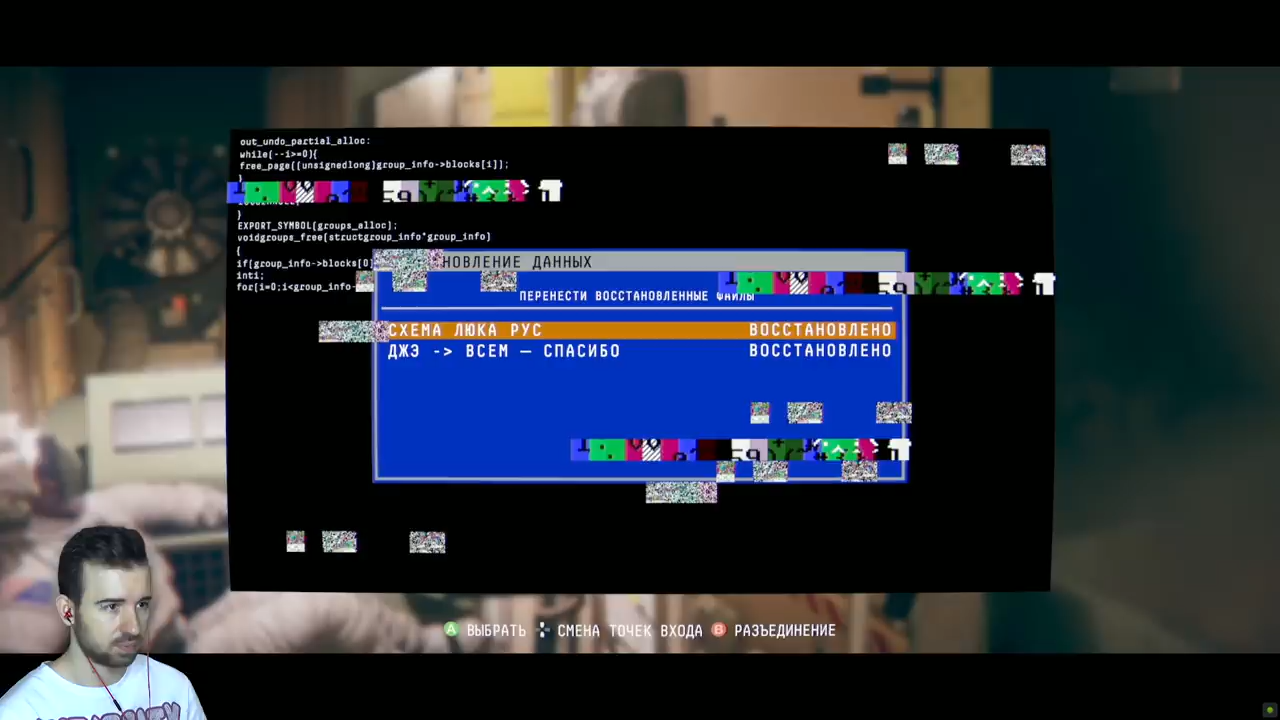 out_undo_partial_alloc:
while(--i>=0){
free_page((unsignedlong)group_info->blocks[i]);
}
}
EXPORT_SYMBOL(groups_alloc);
voidgroups_free(structgroup_info*group_info)
{
if(group_info->blocks[0]
inti;
for(i=0;i<group_info-
НОВЛЕНИЕ ДАННЫХ
ПЕРЕНЕСТИ ВОССТАНОВЛЕННЫЕ ФАЙЛЫ
СХЕМА ЛЮКА РУС ВОССТАНОВЛЕНО
ДЖЭ -> ВСЕМ — СПАСИБО ВОССТАНОВЛЕНО
A ВЫБРАТЬ СМЕНА ТОЧЕК ВХОДА B РАЗЪЕДИНЕНИЕ